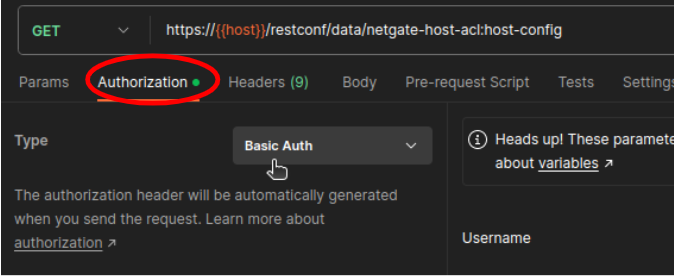 GET https://{{host}}/restconf/data/netgate-host-acl:host-config
Params Authorization Headers (9) Body Pre-request Script Tests Settings
Type Basic Auth
The authorization header will be automatically generated
when you send the request. Learn more about
authorization ↗
Heads up! These paramete
about variables ↗
Username